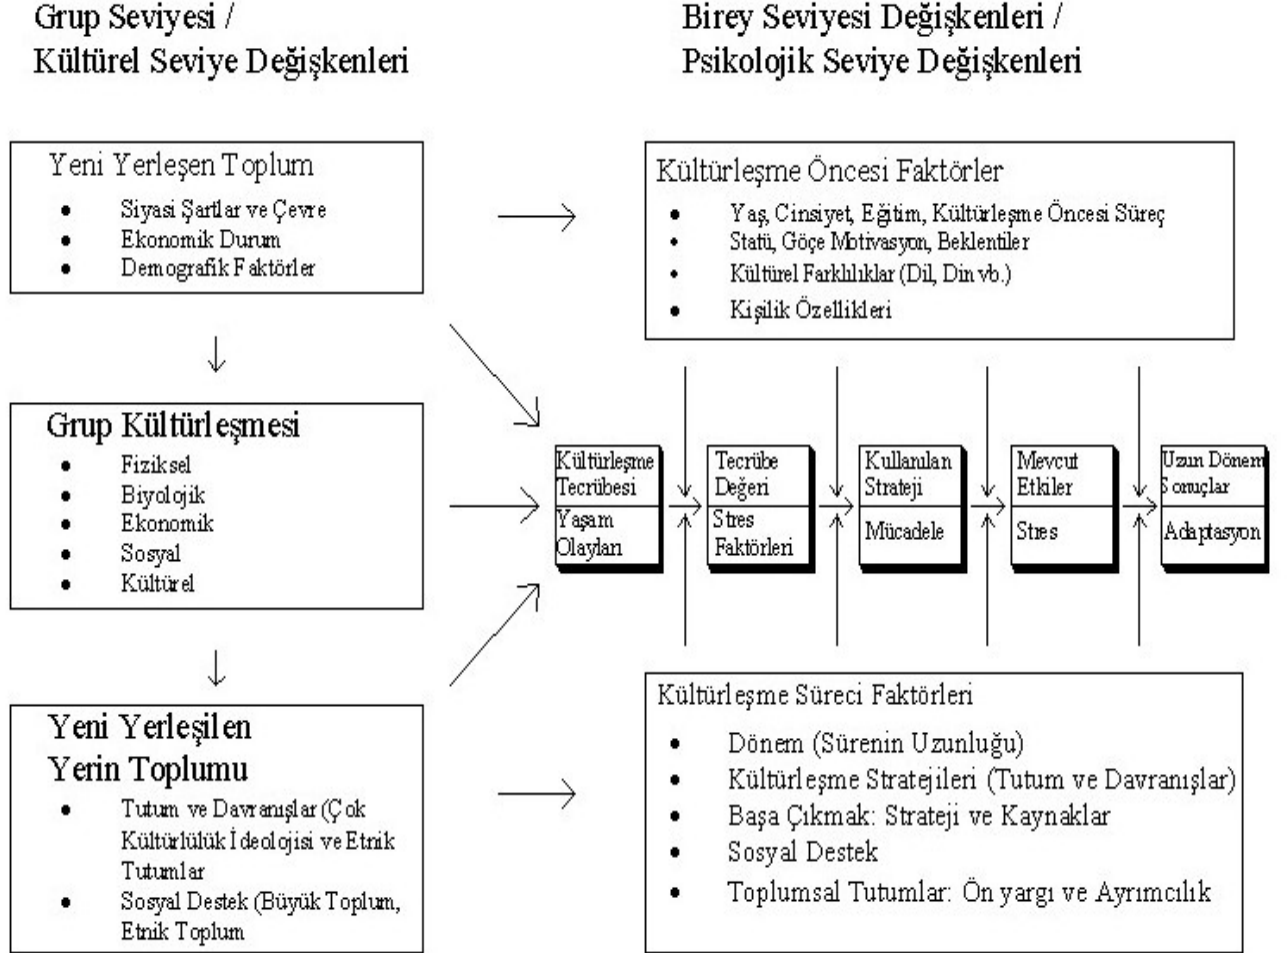 Grup Seviyesi /
Kültürel Seviye Değişkenleri
Birey Seviyesi Değişkenleri /
Psikolojik Seviye Değişkenleri
Yeni Yerleşen Toplum
• Siyasi Şartlar ve Çevre
• Ekonomik Durum
• Demografik Faktörler
Kültürleşme Öncesi Faktörler
• Yaş, Cinsiyet, Eğitim, Kültürleşme Öncesi Süreç
• Statü, Göçe Motivasyon, Beklentiler
• Kültürel Farklılıklar (Dil, Din vb.)
• Kişilik Özellikleri
Grup Kültürleşmesi
• Fiziksel
• Biyolojik
• Ekonomik
• Sosyal
• Kültürel
Kültürleşme
Tecrübesi
Yaşam
Olayları
Tecrübe
Değeri
Stres
Faktörleri
Kullanılan
Strateji
Mücadele
Mevcut
Etkiler
Stres
Uzun Dönem
Sonuçlar
Adaptasyon
Yeni Yerleşilen
Yerin Toplumu
• Tutum ve Davranışlar (Çok
Kültürlülük İdeolojisi ve Etnik
Tutumlar
• Sosyal Destek (Büyük Toplum,
Etnik Toplum
Kültürleşme Süreci Faktörleri
• Dönem (Sürenin Uzunluğu)
• Kültürleşme Stratejileri (Tutum ve Davranışlar)
• Başa Çıkmak: Strateji ve Kaynaklar
• Sosyal Destek
• Toplumsal Tutumlar: Ön yargı ve Ayrımcılık